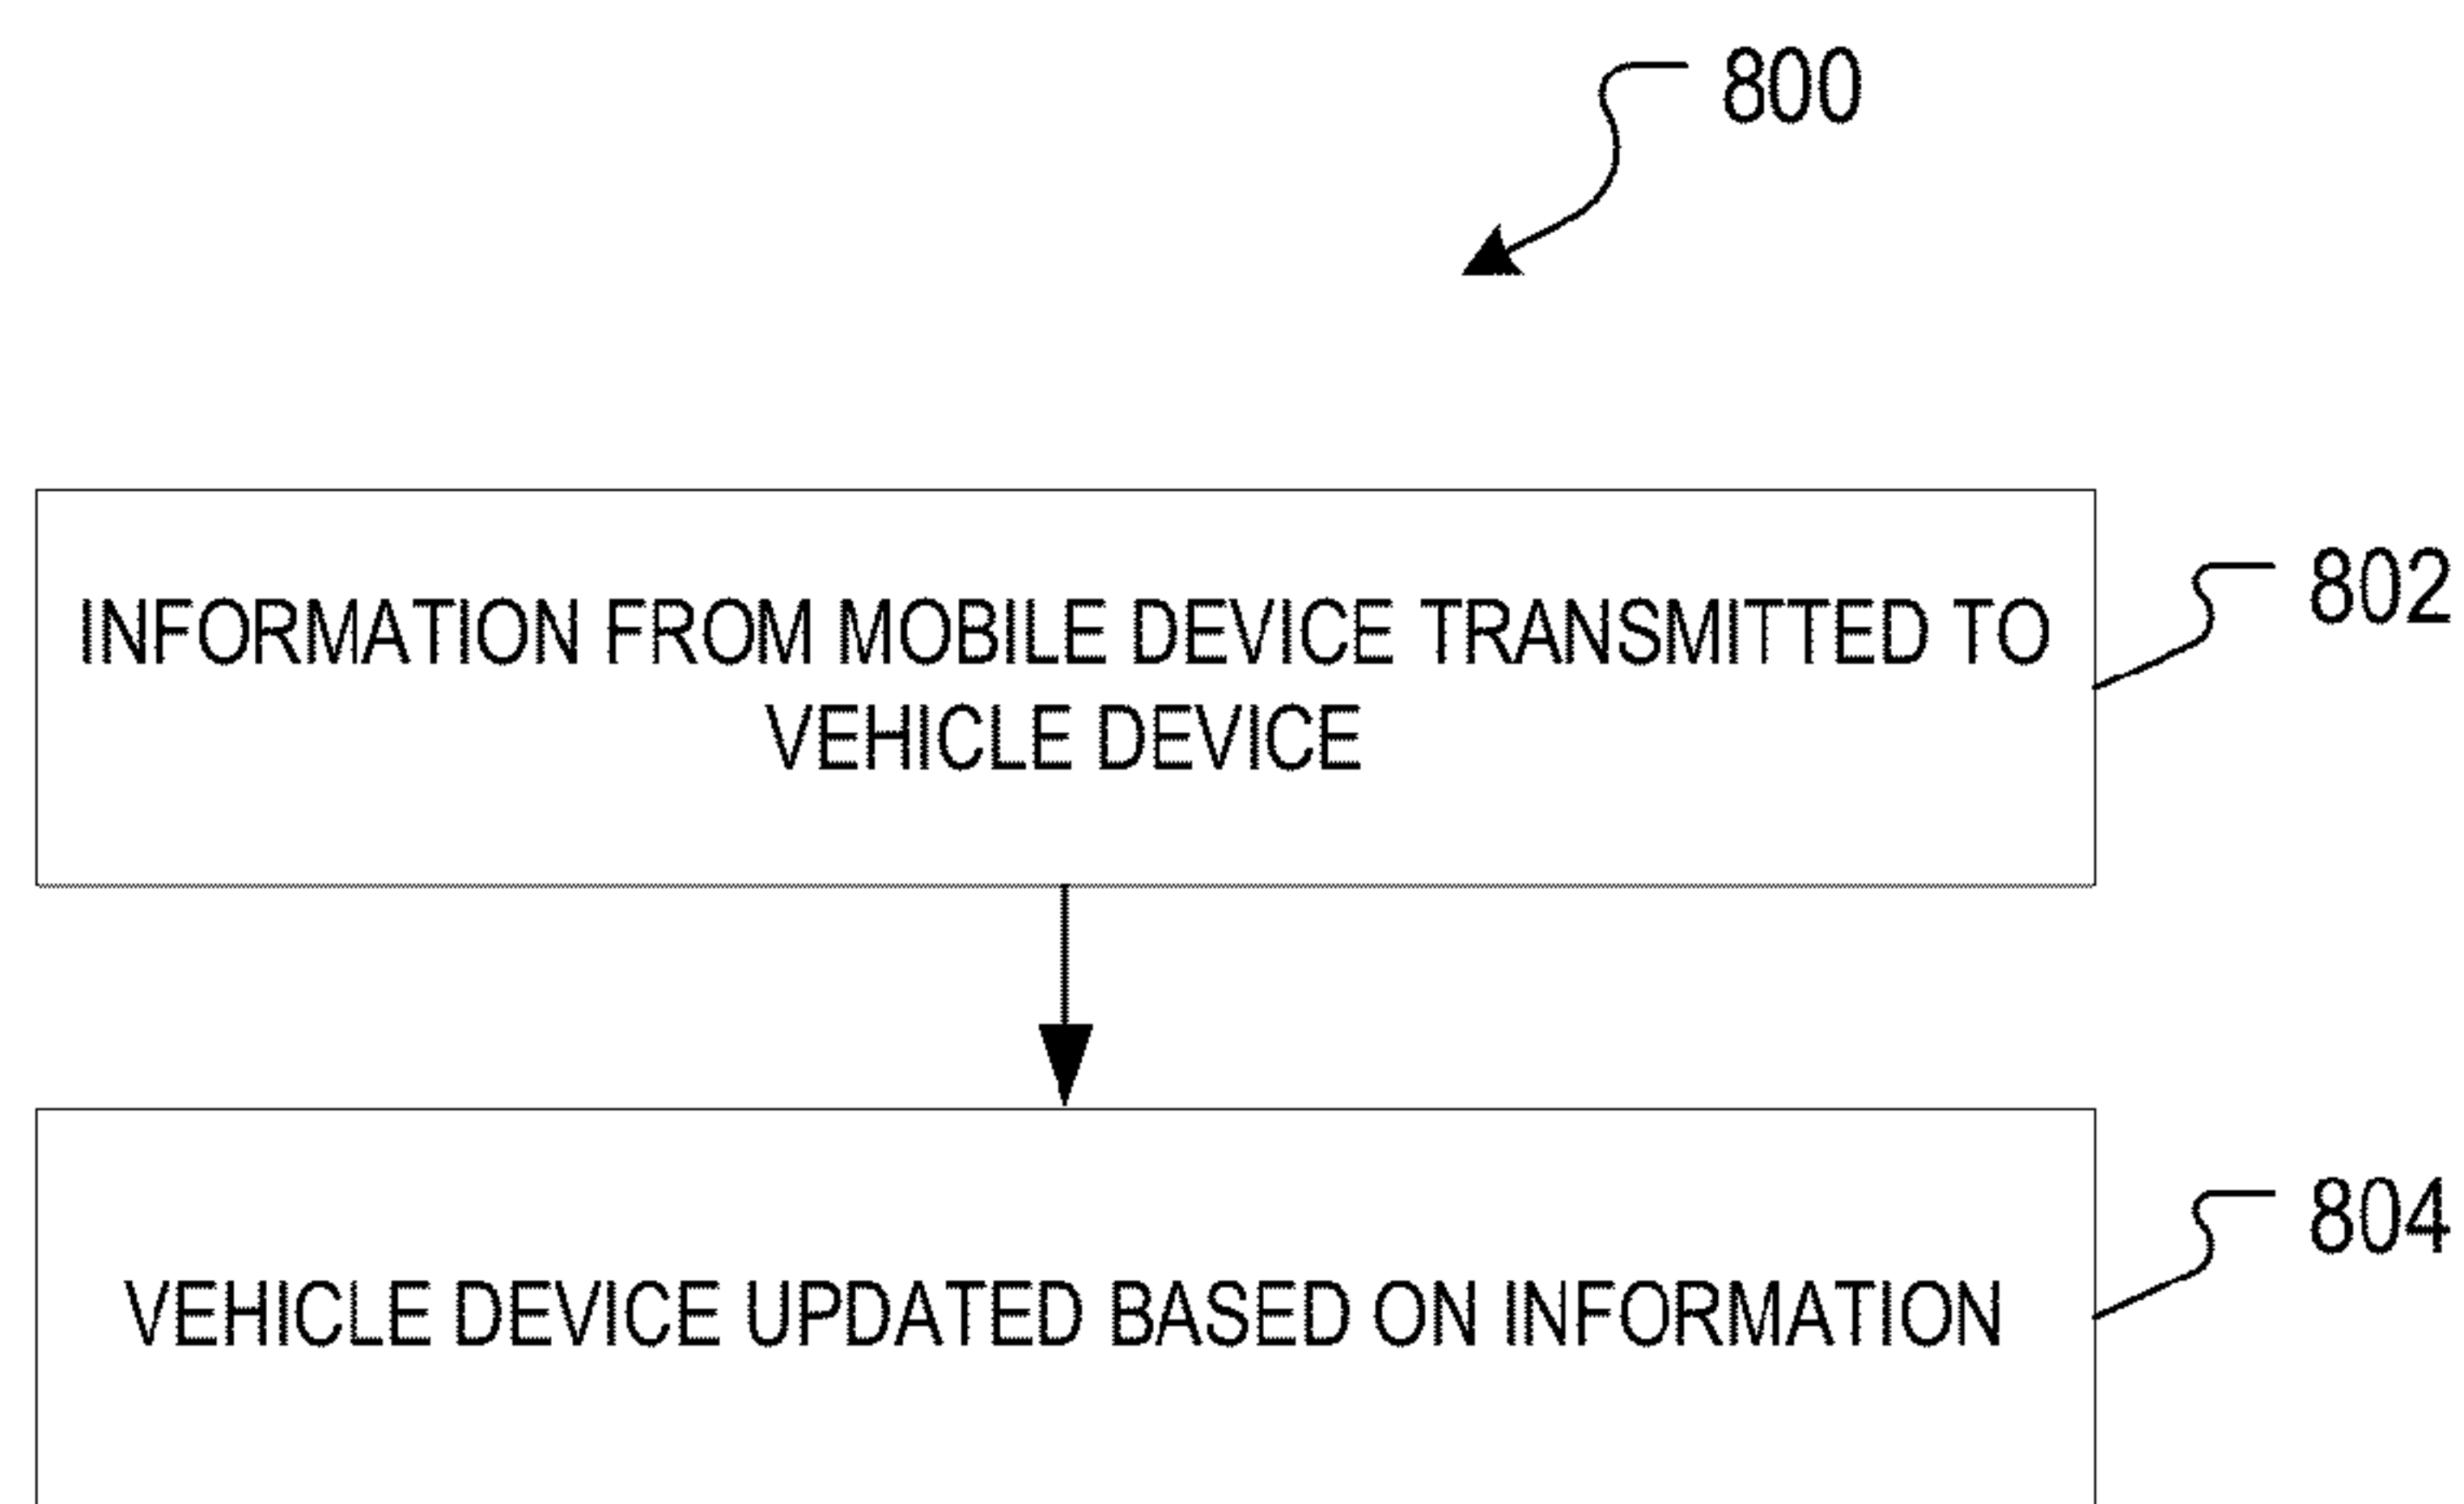 800
INFORMATION FROM MOBILE DEVICE TRANSMITTED TO
VEHICLE DEVICE
802
VEHICLE DEVICE UPDATED BASED ON INFORMATION
804